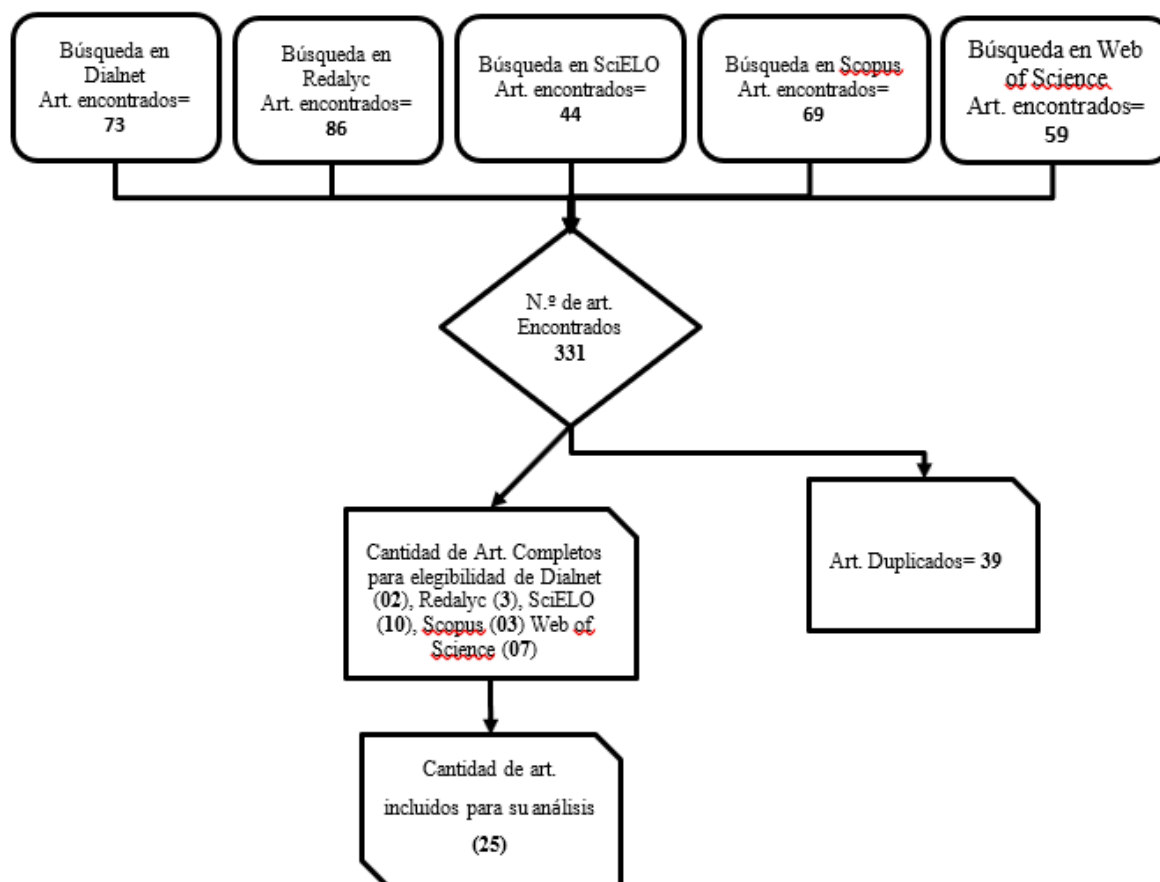 Búsqueda en
Dialnet
Art. encontrados=
73
Búsqueda en
Redalyc
Art. encontrados=
86
Búsqueda en SciELO
Art. encontrados=
44
Búsqueda en Scopus
Art. encontrados=
69
Búsqueda en Web
of Science
Art. encontrados=
59
N.º de art.
Encontrados
331
Cantidad de Art. Completos
para elegibilidad de Dialnet
(02), Redalyc (3), SciELO
(10), Scopus (03) Web of
Science (07)
Art. Duplicados= 39
Cantidad de art.
incluidos para su análisis
(25)